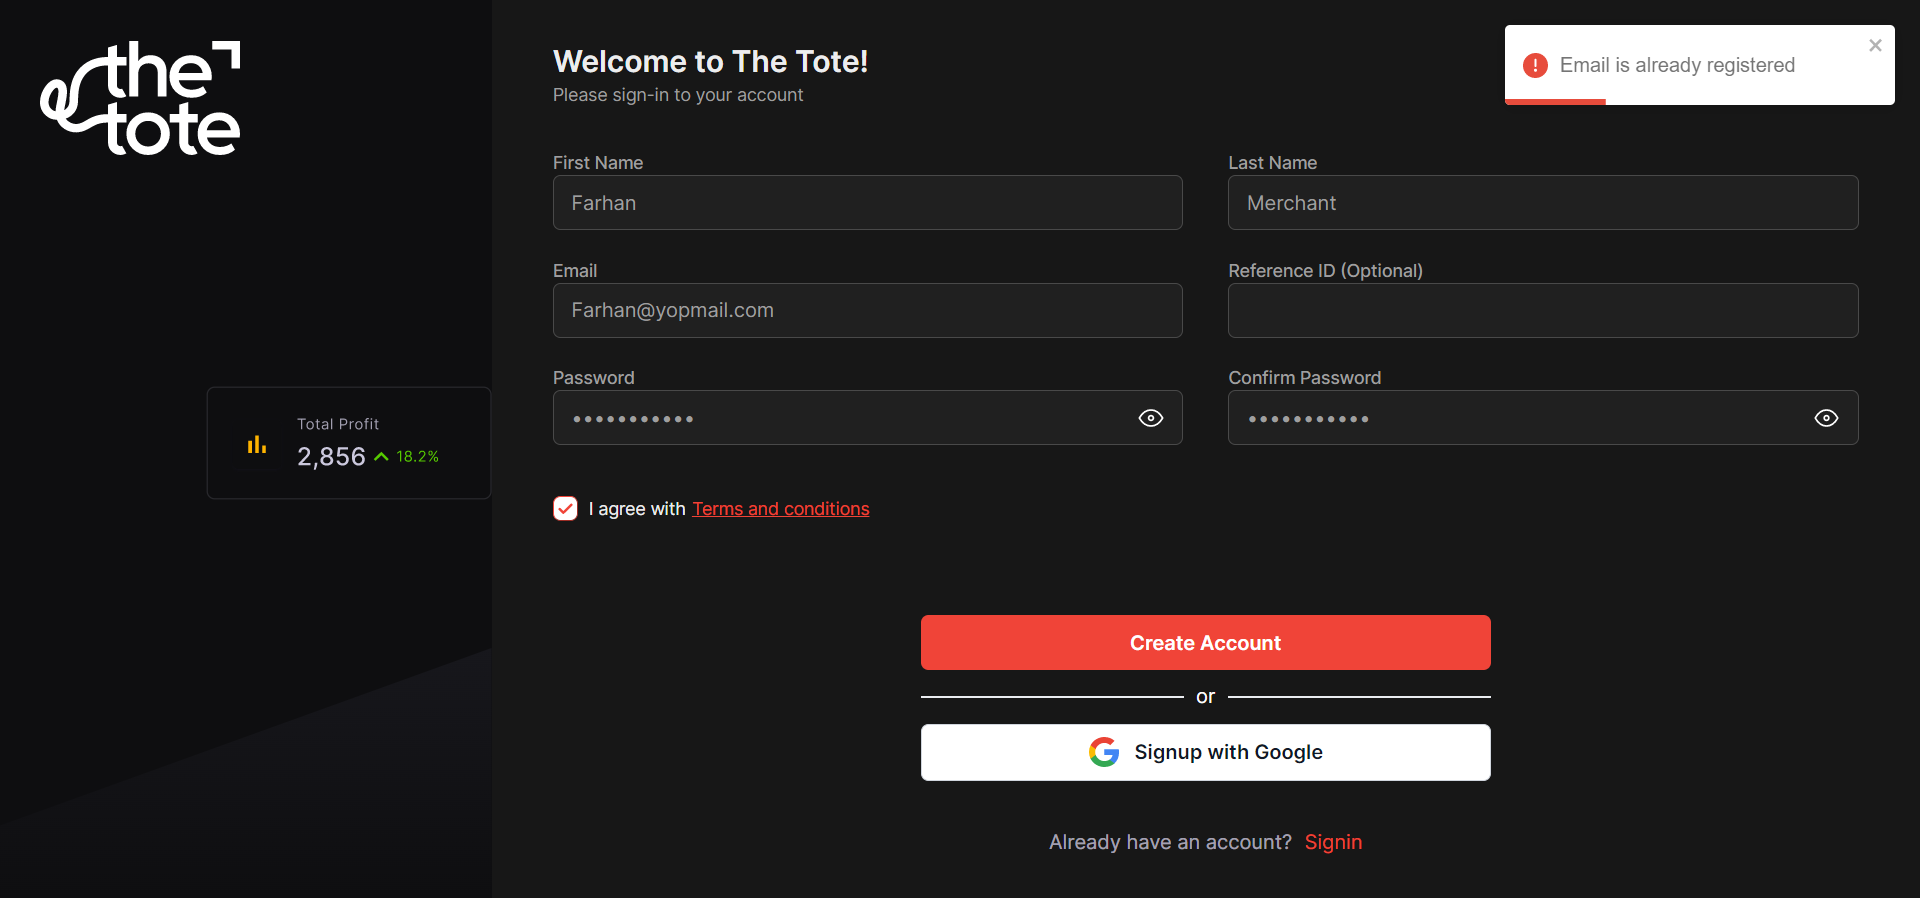 the
tote
Total Profit
2,856 18.2%
Welcome to The Tote!
Please sign-in to your account
Email is already registered
First Name
Farhan
Last Name
Merchant
Email
Farhan@yopmail.com
Reference ID (Optional)
Password
•••••••••••
Confirm Password
•••••••••••
I agree with Terms and conditions
Create Account
or
Signup with Google
Already have an account? Signin